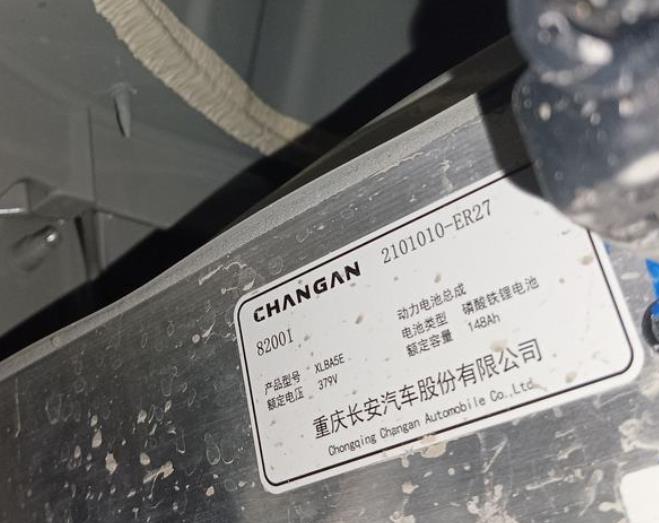 CHANGAN 2101010-ER27
8200I 动力电池总成
产品型号 XLBA5E 电池类型 磷酸铁锂电池
额定电压 379V 额定容量 148Ah
重庆长安汽车股份有限公司
Chongqing Changan Automobile Co.,Ltd.